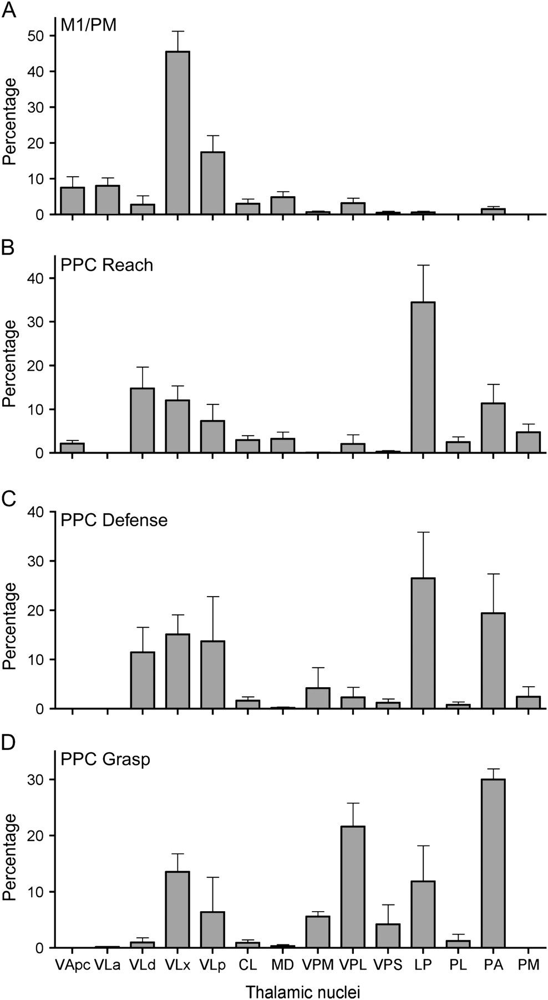 A
M1/PM
Percentage
50
40
30
20
10
0
B
PPC Reach
Percentage
40
30
20
10
0
C
PPC Defense
Percentage
40
30
20
10
0
D
PPC Grasp
Percentage
30
20
10
0
VApc VLa VLd VLx VLp CL MD VPM VPL VPS LP PL PA PM
Thalamic nuclei